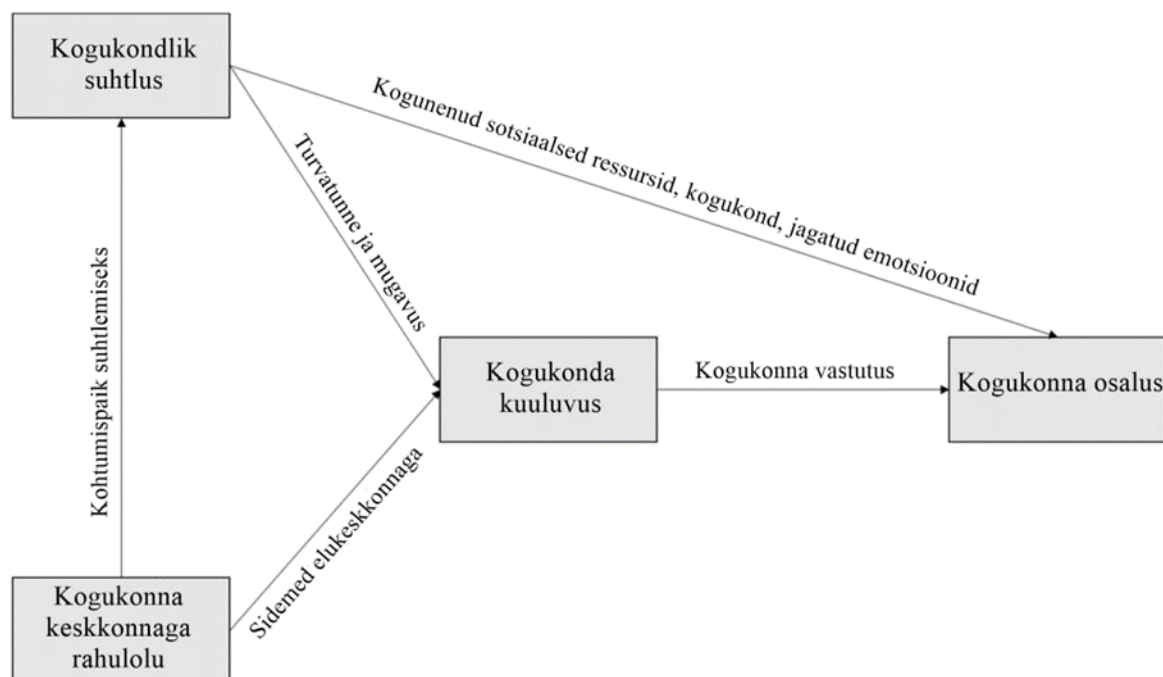 Kogukondlik
suhtlus
Kogunenud sotsiaalsed ressursid, kogukond, jagatud emotsioonid
Turvatunne ja mugavus
Kohtumispaik suhtlemiseks
Kogukonda
kuuluvus
Kogukonna vastutus
Kogukonna osalus
Sidemed elukeskkonnaga
Kogukonna
keskkonnaga
rahulolu